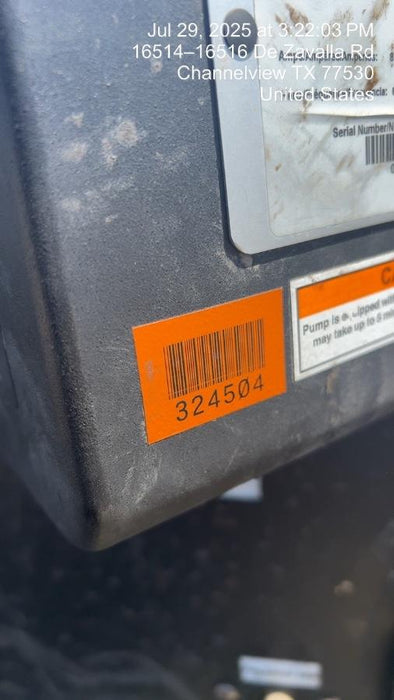 Jul 29, 2025 at 3:22:03 PM
16514–16516 De Zavalla Rd
Channelview TX 77530
United States
Serial Number/N
324504
CA
Pump is equipped with
may take up to 5 min